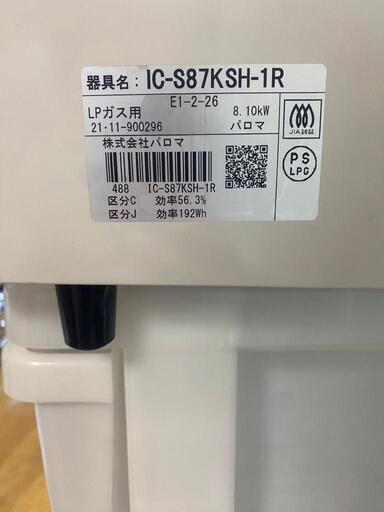 器具名：IC-S87KSH-1R
E1-2-26
LPガス用 8.10kW
21･11-900296 パロマ
株式会社パロマ
JIA認証
PS
LPG
488 IC-S87KSH-1R
区分C 効率56.3%
区分J 効率192Wh